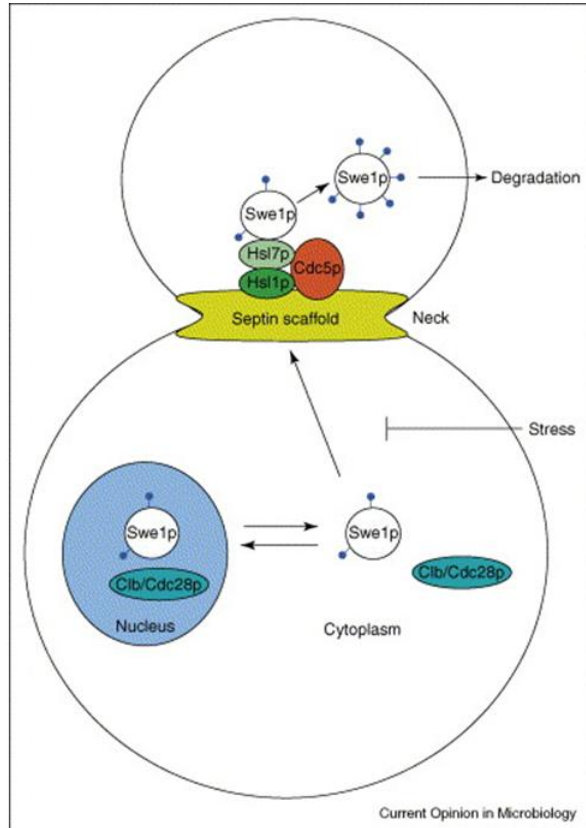 Swe1p
Degradation
Swe1p
Hsl7p
Cdc5p
Hsl1p
Septin scaffold
Neck
Stress
Swe1p
Swe1p
Clb/Cdc28p
Clb/Cdc28p
Nucleus
Cytoplasm
Current Opinion in Microbiology